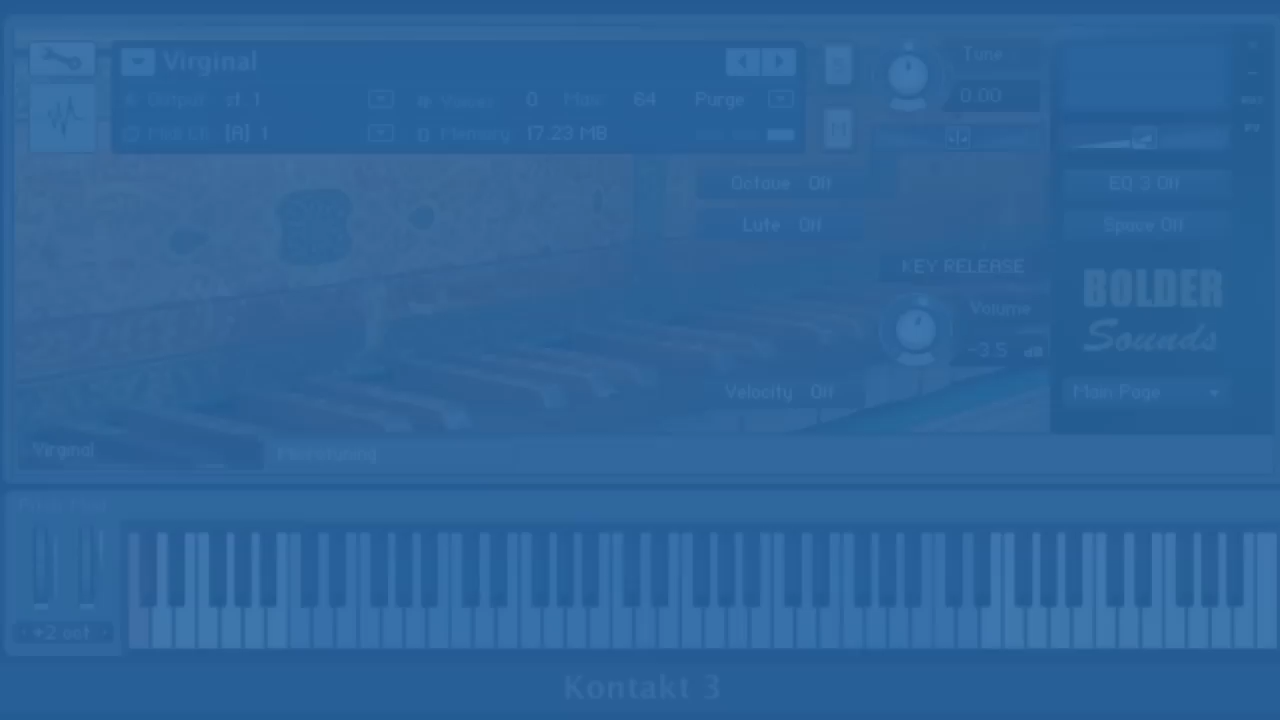 Virginal
Output: st. 1 Voices: 0 Max: 64 Purge
Midi Ch: [A] 1 Memory: 17.23 MB
S
M
Tune
0.00
Octave Off
Lute Off
KEY RELEASE
Volume
-3.5 dB
Velocity Off
EQ 3 Off
Space Off
BOLDER
Sounds
Main Page
Virginal
+2 oct
Kontakt 3